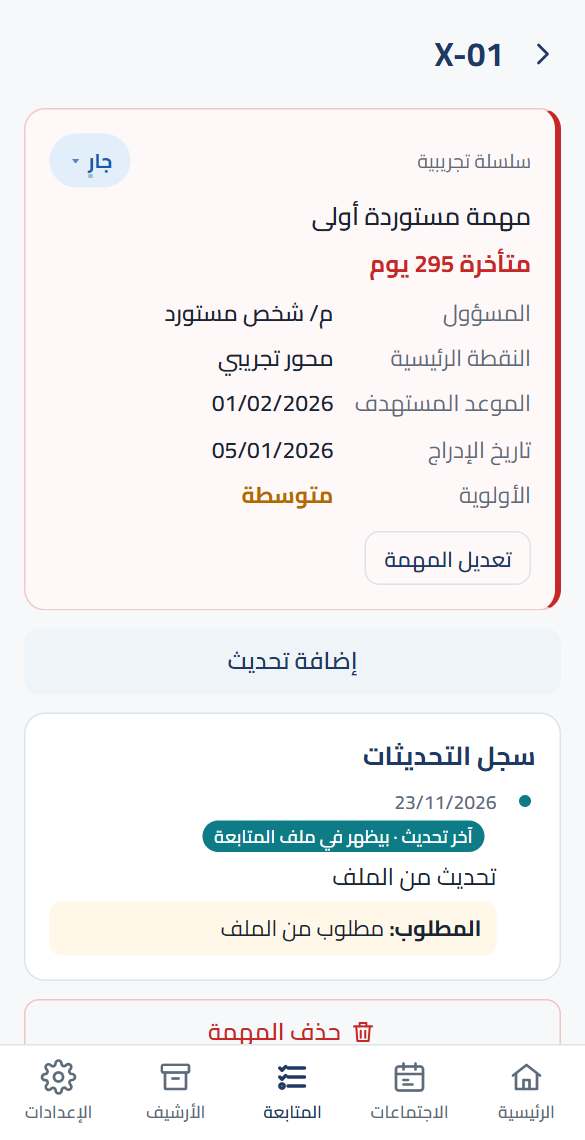 X-01
سلسلة تجريبية
جارٍ
مهمة مستوردة أولى
متأخرة 295 يوم
المسؤول م/ شخص مستورد
النقطة الرئيسية محور تجريبي
الموعد المستهدف 01/02/2026
تاريخ الإدراج 05/01/2026
الأولوية متوسطة
تعديل المهمة
إضافة تحديث
سجل التحديثات
23/11/2026
آخر تحديث · بيظهر في ملف المتابعة
تحديث من الملف
المطلوب: مطلوب من الملف
حذف المهمة
الرئيسية
الاجتماعات
المتابعة
الأرشيف
الإعدادات